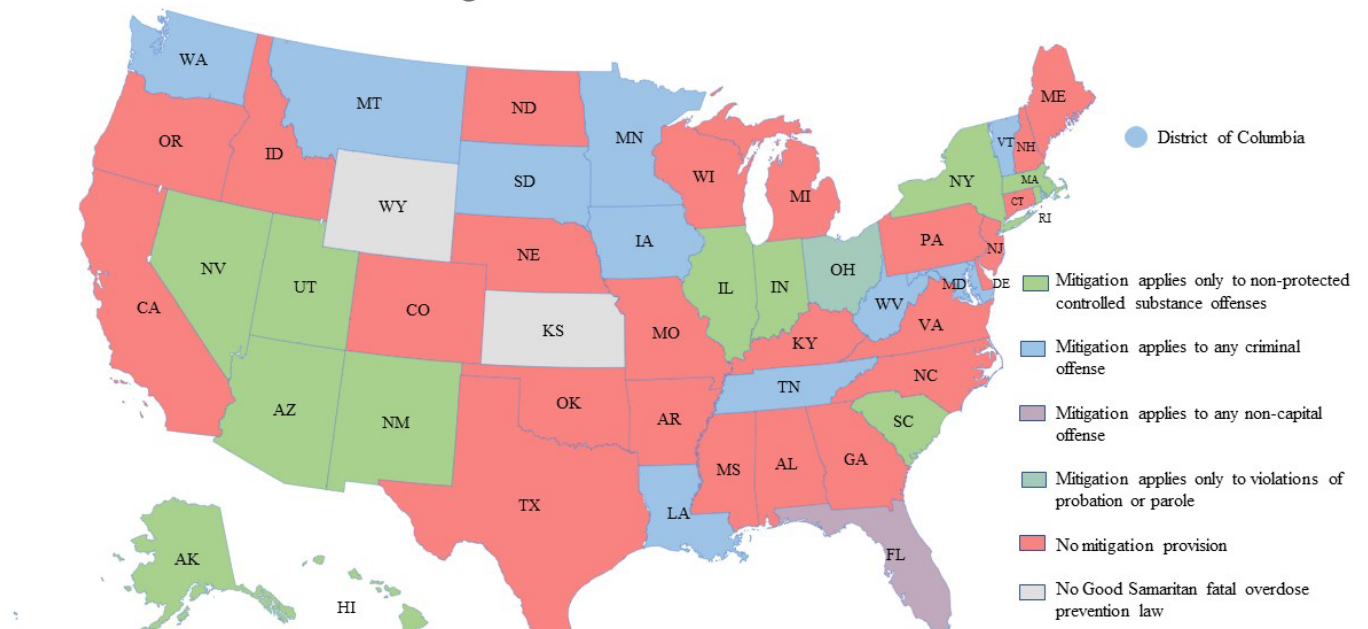 WA
MT
ND
MN
ME
OR
ID
SD
WI
MI
VT
NH
District of Columbia
NY
MA
WY
CT
RI
IA
NE
PA
NJ
NV
UT
IL
IN
OH
MD
DE
Mitigation applies only to non-protected
controlled substance offenses
CA
CO
KS
MO
WV
VA
KY
Mitigation applies to any criminal
offense
TN
NC
AZ
NM
OK
AR
SC
Mitigation applies to any non-capital
offense
MS
AL
GA
TX
LA
Mitigation applies only to violations of
probation or parole
AK
FL
No mitigation provision
HI
No Good Samaritan fatal overdose
prevention law